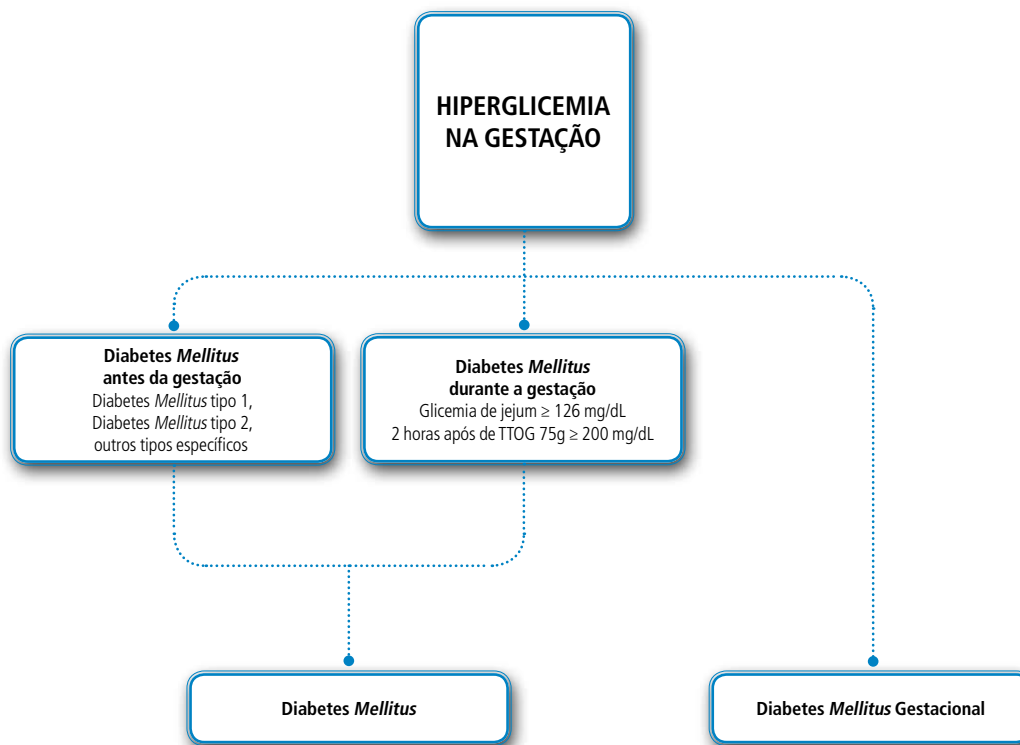 HIPERGLICEMIA
NA GESTAÇÃO
Diabetes Mellitus
antes da gestação
Diabetes Mellitus tipo 1,
Diabetes Mellitus tipo 2,
outros tipos específicos
Diabetes Mellitus
durante a gestação
Glicemia de jejum ≥ 126 mg/dL
2 horas após de TTOG 75g ≥ 200 mg/dL
Diabetes Mellitus
Diabetes Mellitus Gestacional